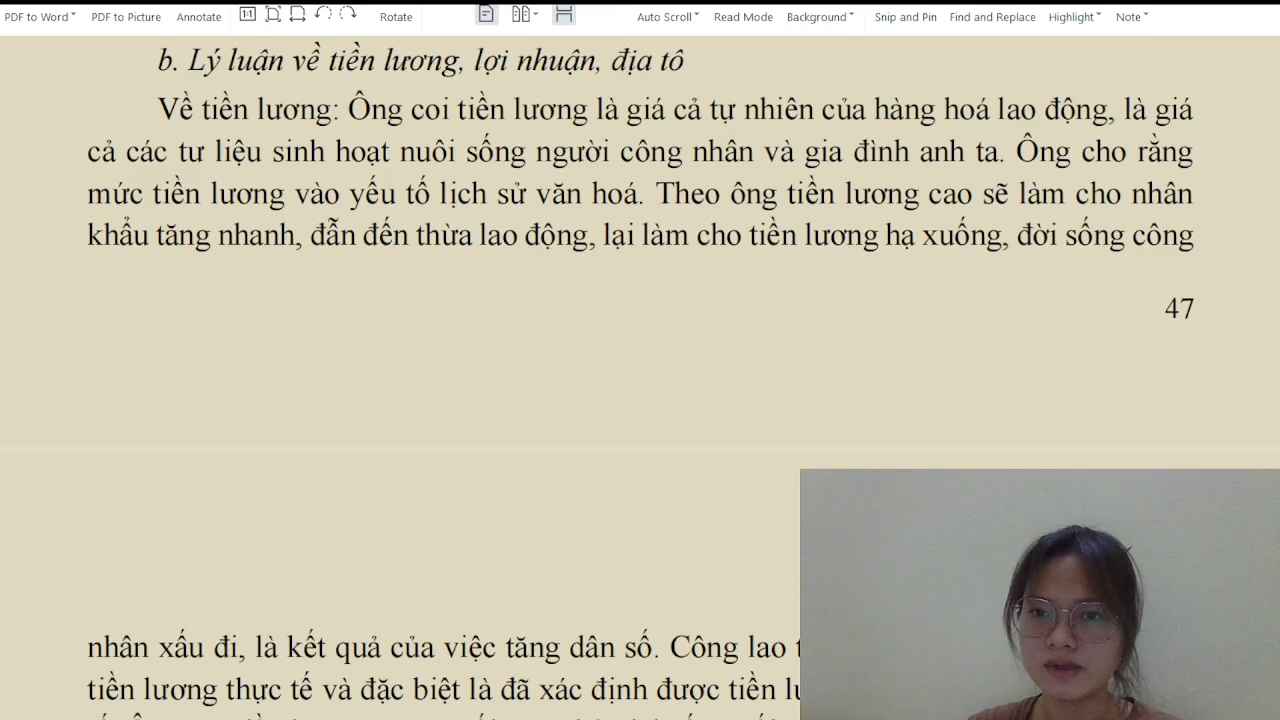 PDF to Word PDF to Picture Annotate 1:1 Rotate Auto Scroll Read Mode Background Snip and Pin Find and Replace Highlight Note
b. Lý luận về tiền lương, lợi nhuận, địa tô
Về tiền lương: Ông coi tiền lương là giá cả tự nhiên của hàng hoá lao động, là giá
cả các tư liệu sinh hoạt nuôi sống người công nhân và gia đình anh ta. Ông cho rằng
mức tiền lương vào yếu tố lịch sử văn hoá. Theo ông tiền lương cao sẽ làm cho nhân
khẩu tăng nhanh, đẫn đến thừa lao động, lại làm cho tiền lương hạ xuống, đời sống công
47
nhân xấu đi, là kết quả của việc tăng dân số. Công lao
tiền lương thực tế và đặc biệt là đã xác định được tiền